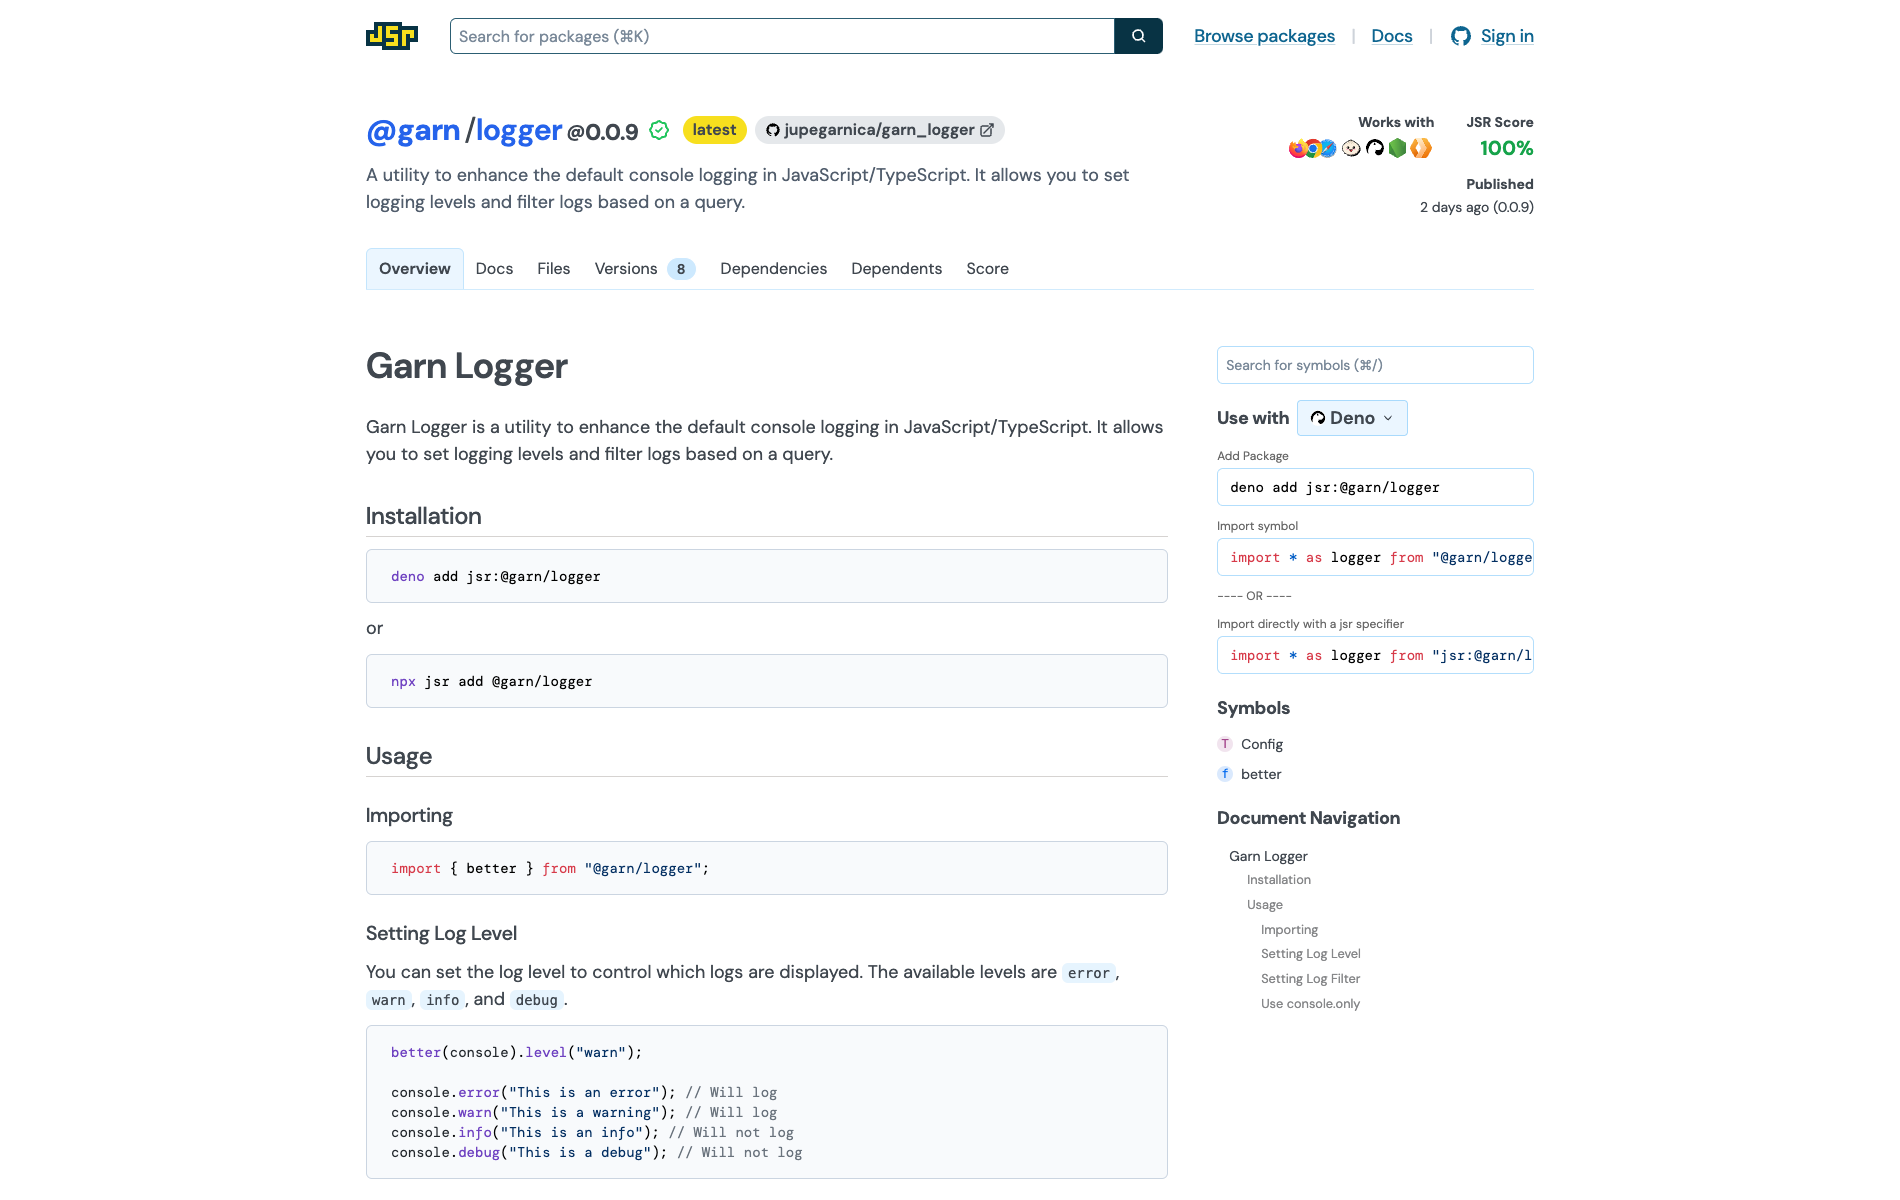 JSR
Search for packages (⌘K)
Browse packages | Docs | Sign in
@garn/logger@0.0.9 latest jupegarnica/garn_logger
A utility to enhance the default console logging in JavaScript/TypeScript. It allows you to set
logging levels and filter logs based on a query.
Works with
JSR Score
100%
Published
2 days ago (0.0.9)
Overview Docs Files Versions 8 Dependencies Dependents Score
Garn Logger
Garn Logger is a utility to enhance the default console logging in JavaScript/TypeScript. It allows
you to set logging levels and filter logs based on a query.
Installation
deno add jsr:@garn/logger
or
npx jsr add @garn/logger
Usage
Importing
import { better } from "@garn/logger";
Setting Log Level
You can set the log level to control which logs are displayed. The available levels are error,
warn, info, and debug.
better(console).level("warn");
console.error("This is an error"); // Will log
console.warn("This is a warning"); // Will log
console.info("This is an info"); // Will not log
console.debug("This is a debug"); // Will not log
Search for symbols (⌘/)
Use with Deno
Add Package
deno add jsr:@garn/logger
Import symbol
import * as logger from "@garn/logge
---- OR ----
Import directly with a jsr specifier
import * as logger from "jsr:@garn/l
Symbols
T Config
f better
Document Navigation
Garn Logger
Installation
Usage
Importing
Setting Log Level
Setting Log Filter
Use console.only